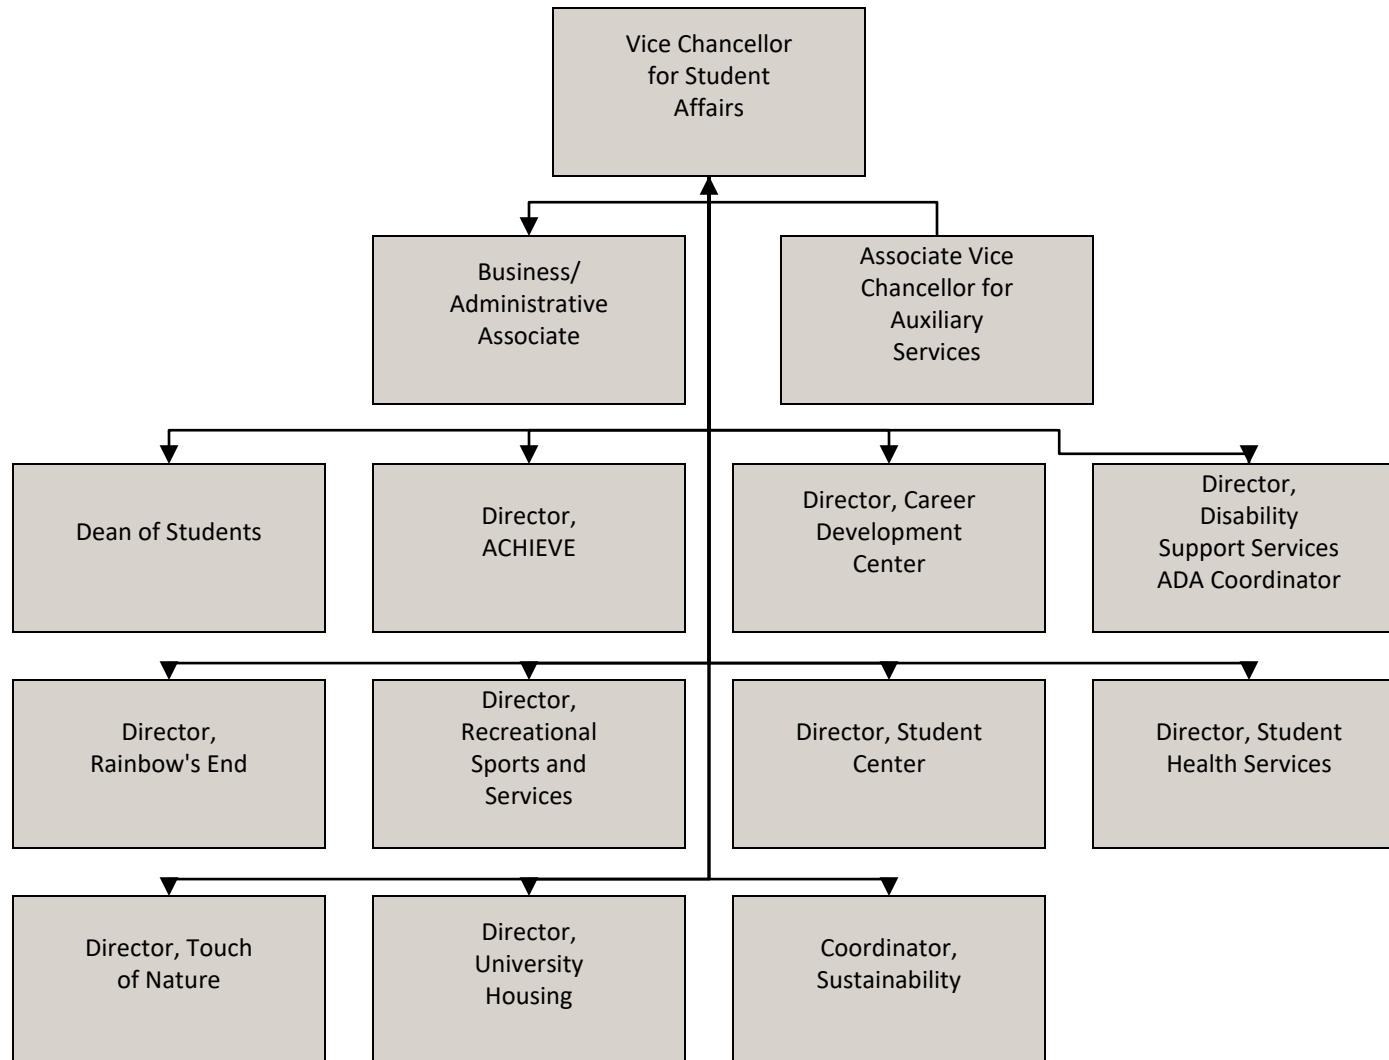 Vice Chancellor
for Student
Affairs
Business/
Administrative
Associate
Associate Vice
Chancellor for
Auxiliary
Services
Dean of Students
Director,
ACHIEVE
Director, Career
Development
Center
Director,
Disability
Support Services
ADA Coordinator
Director,
Rainbow's End
Director,
Recreational
Sports and
Services
Director, Student
Center
Director, Student
Health Services
Director, Touch
of Nature
Director,
University
Housing
Coordinator,
Sustainability